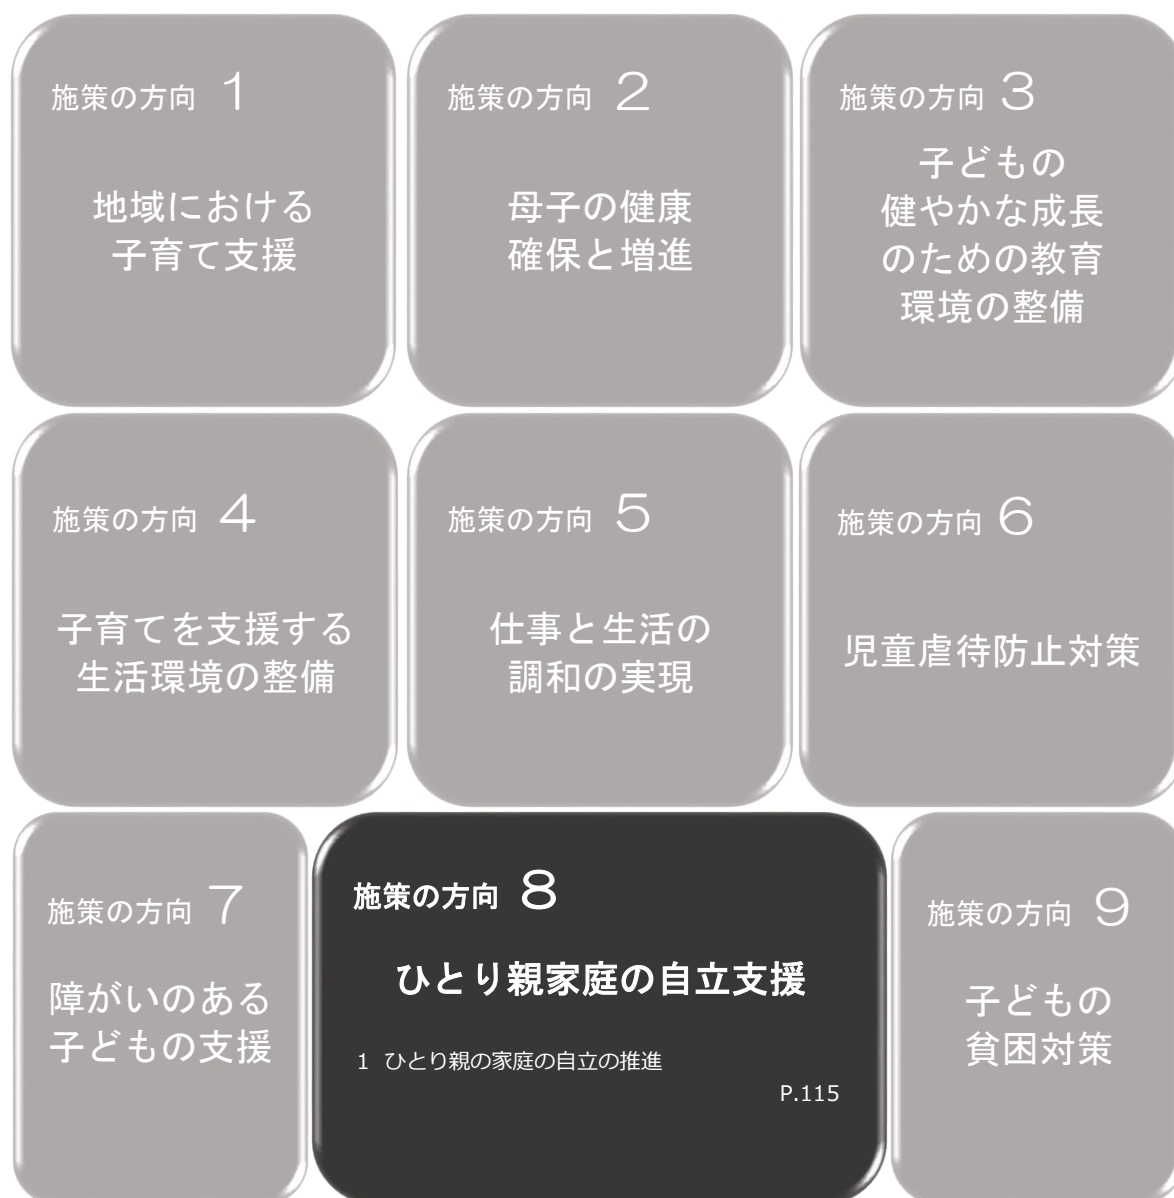 施策の方向 1
地域における
子育て支援
施策の方向 2
母子の健康
確保と増進
施策の方向 3
子どもの
健やかな成長
のための教育
環境の整備
施策の方向 4
子育てを支援する
生活環境の整備
施策の方向 5
仕事と生活の
調和の実現
施策の方向 6
児童虐待防止対策
施策の方向 7
障がいのある
子どもの支援
施策の方向 8
ひとり親家庭の自立支援
1 ひとり親の家庭の自立の推進
P.115
施策の方向 9
子どもの
貧困対策